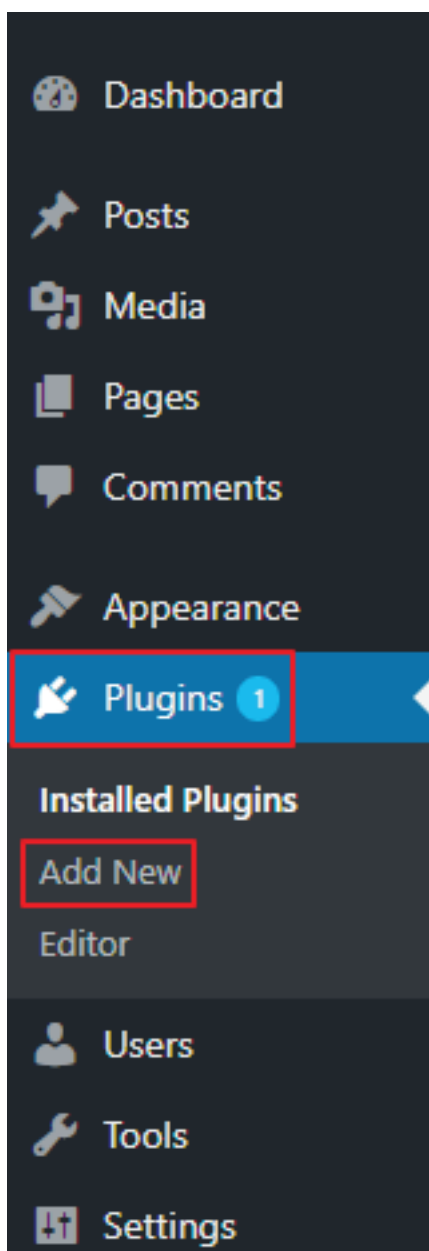 Dashboard
Posts
Media
Pages
Comments
Appearance
Plugins 1
Installed Plugins
Add New
Editor
Users
Tools
Settings